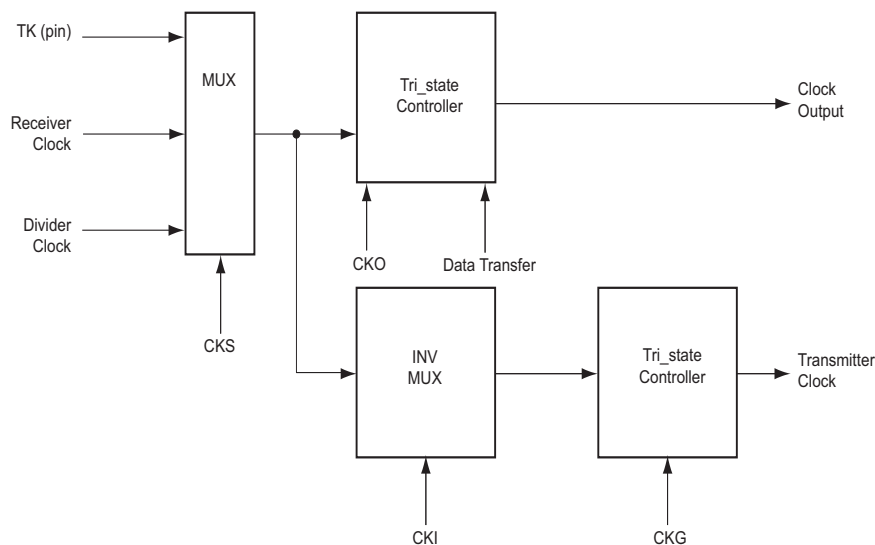 TK (pin)
MUX
Tri_state
Controller
Clock
Output
Receiver
Clock
Divider
Clock
CKO
Data Transfer
CKS
INV
MUX
Tri_state
Controller
Transmitter
Clock
CKI
CKG